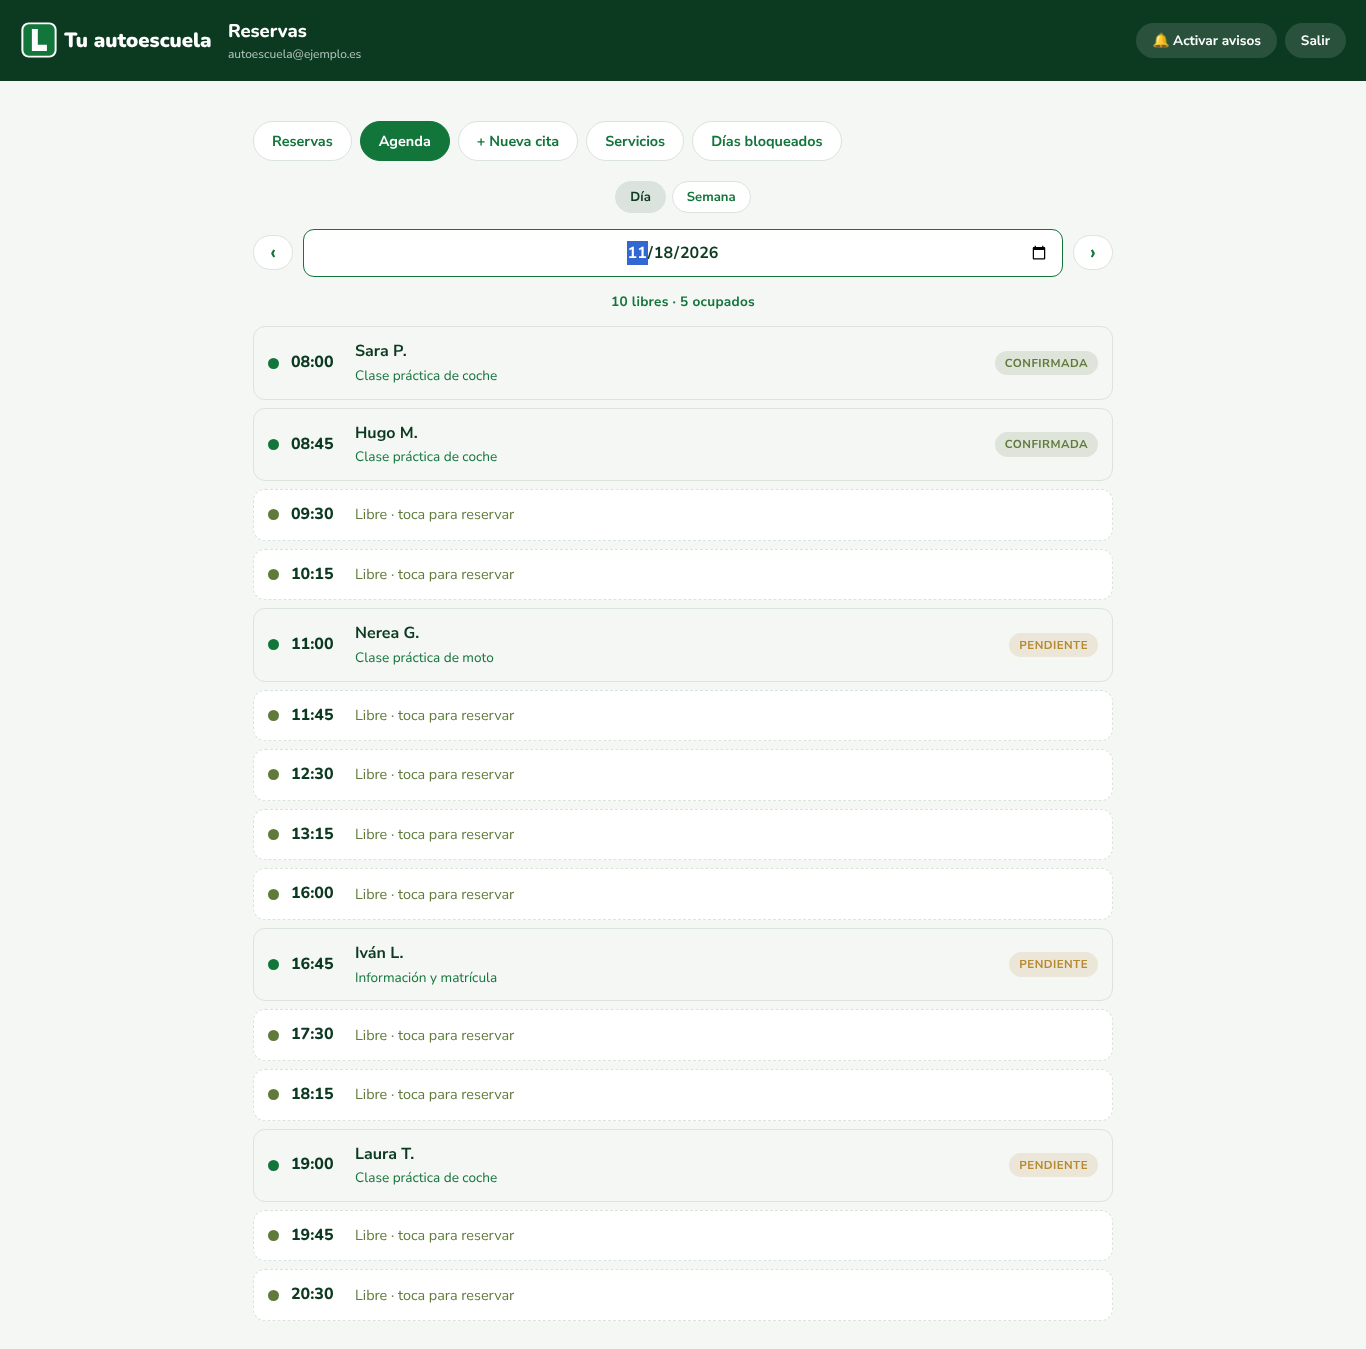 L Tu autoescuela
Reservas
autoescuela@ejemplo.es
🔔 Activar avisos
Salir
Reservas
Agenda
+ Nueva cita
Servicios
Días bloqueados
Día
Semana
‹
11/18/2026
›
10 libres · 5 ocupados
08:00
Sara P.
Clase práctica de coche
CONFIRMADA
08:45
Hugo M.
Clase práctica de coche
CONFIRMADA
09:30 Libre · toca para reservar
10:15 Libre · toca para reservar
11:00
Nerea G.
Clase práctica de moto
PENDIENTE
11:45 Libre · toca para reservar
12:30 Libre · toca para reservar
13:15 Libre · toca para reservar
16:00 Libre · toca para reservar
16:45
Iván L.
Información y matrícula
PENDIENTE
17:30 Libre · toca para reservar
18:15 Libre · toca para reservar
19:00
Laura T.
Clase práctica de coche
PENDIENTE
19:45 Libre · toca para reservar
20:30 Libre · toca para reservar